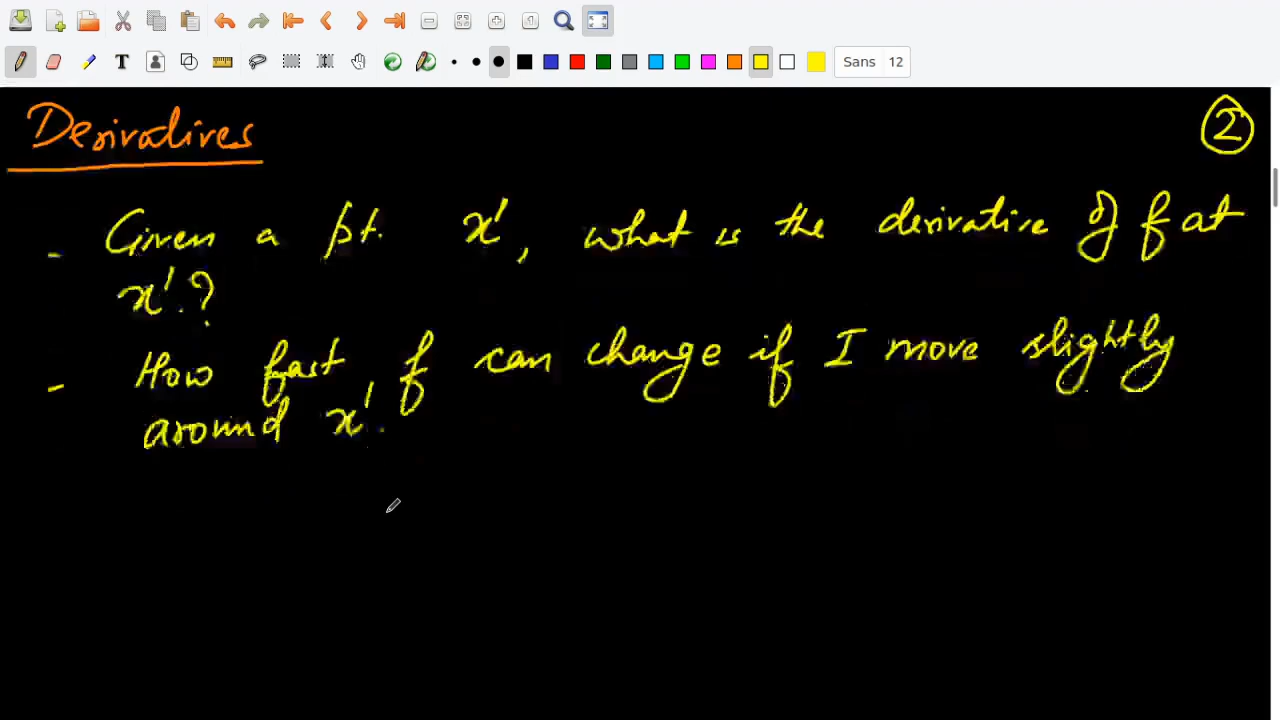 Sans 12
Derivatives
2
- Given a pt. x', what is the derivative of f at
x'.?
- How fast f can change if I move slightly
around x'.